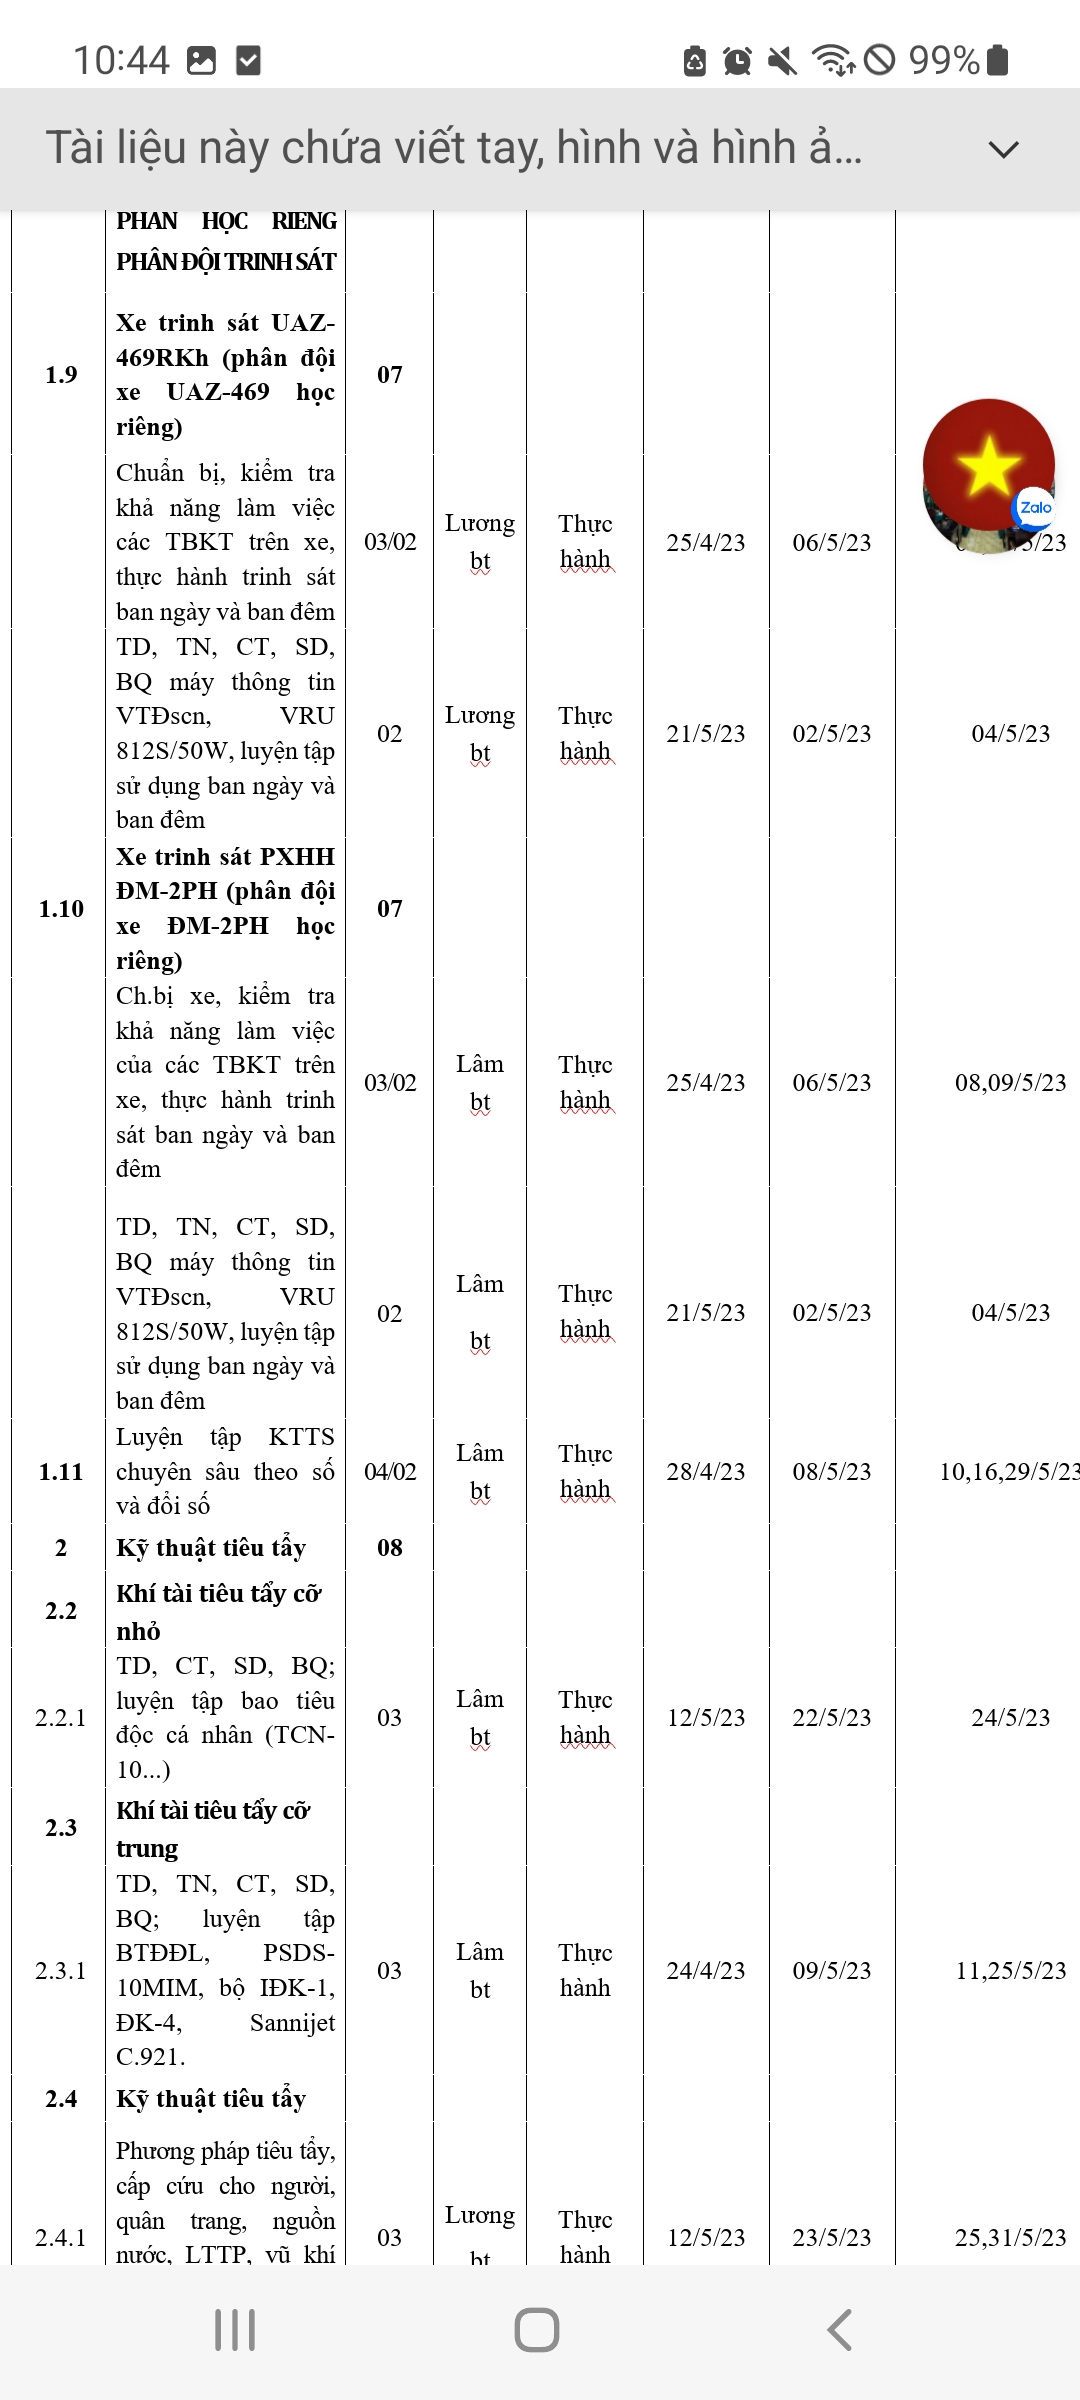 10:44
99%
Tài liệu này chứa viết tay, hình và hình ả...
PHẦN HỌC RIÊNG
PHÂN ĐỘI TRINH SÁT
1.9
Xe trinh sát UAZ-
469RKh (phân đội
xe UAZ-469 học
riêng)
07
Chuẩn bị, kiểm tra
khả năng làm việc
các TBKT trên xe,
thực hành trinh sát
ban ngày và ban đêm
03/02
Lương
bt
Thực
hành
25/4/23
06/5/23
5/23
Zalo
TD, TN, CT, SD,
BQ máy thông tin
VTĐscn, VRU
812S/50W, luyện tập
sử dụng ban ngày và
ban đêm
02
Lương
bt
Thực
hành
21/5/23
02/5/23
04/5/23
1.10
Xe trinh sát PXHH
ĐM-2PH (phân đội
xe ĐM-2PH học
riêng)
07
Ch.bị xe, kiểm tra
khả năng làm việc
của các TBKT trên
xe, thực hành trinh
sát ban ngày và ban
đêm
03/02
Lâm
bt
Thực
hành
25/4/23
06/5/23
08,09/5/23
TD, TN, CT, SD,
BQ máy thông tin
VTĐscn, VRU
812S/50W, luyện tập
sử dụng ban ngày và
ban đêm
02
Lâm
bt
Thực
hành
21/5/23
02/5/23
04/5/23
1.11
Luyện tập KTTS
chuyên sâu theo số
và đổi số
04/02
Lâm
bt
Thực
hành
28/4/23
08/5/23
10,16,29/5/23
2
Kỹ thuật tiêu tẩy
08
2.2
Khí tài tiêu tẩy cỡ
nhỏ
2.2.1
TD, CT, SD, BQ;
luyện tập bao tiêu
độc cá nhân (TCN-
10...)
03
Lâm
bt
Thực
hành
12/5/23
22/5/23
24/5/23
2.3
Khí tài tiêu tẩy cỡ
trung
2.3.1
TD, TN, CT, SD,
BQ; luyện tập
BTĐĐL, PSDS-
10MIM, bộ IĐK-1,
ĐK-4, Sannijet
C.921.
03
Lâm
bt
Thực
hành
24/4/23
09/5/23
11,25/5/23
2.4
Kỹ thuật tiêu tẩy
2.4.1
Phương pháp tiêu tẩy,
cấp cứu cho người,
quân trang, nguồn
nước, LTTP, vũ khí
03
Lương
bt
Thực
hành
12/5/23
23/5/23
25,31/5/23